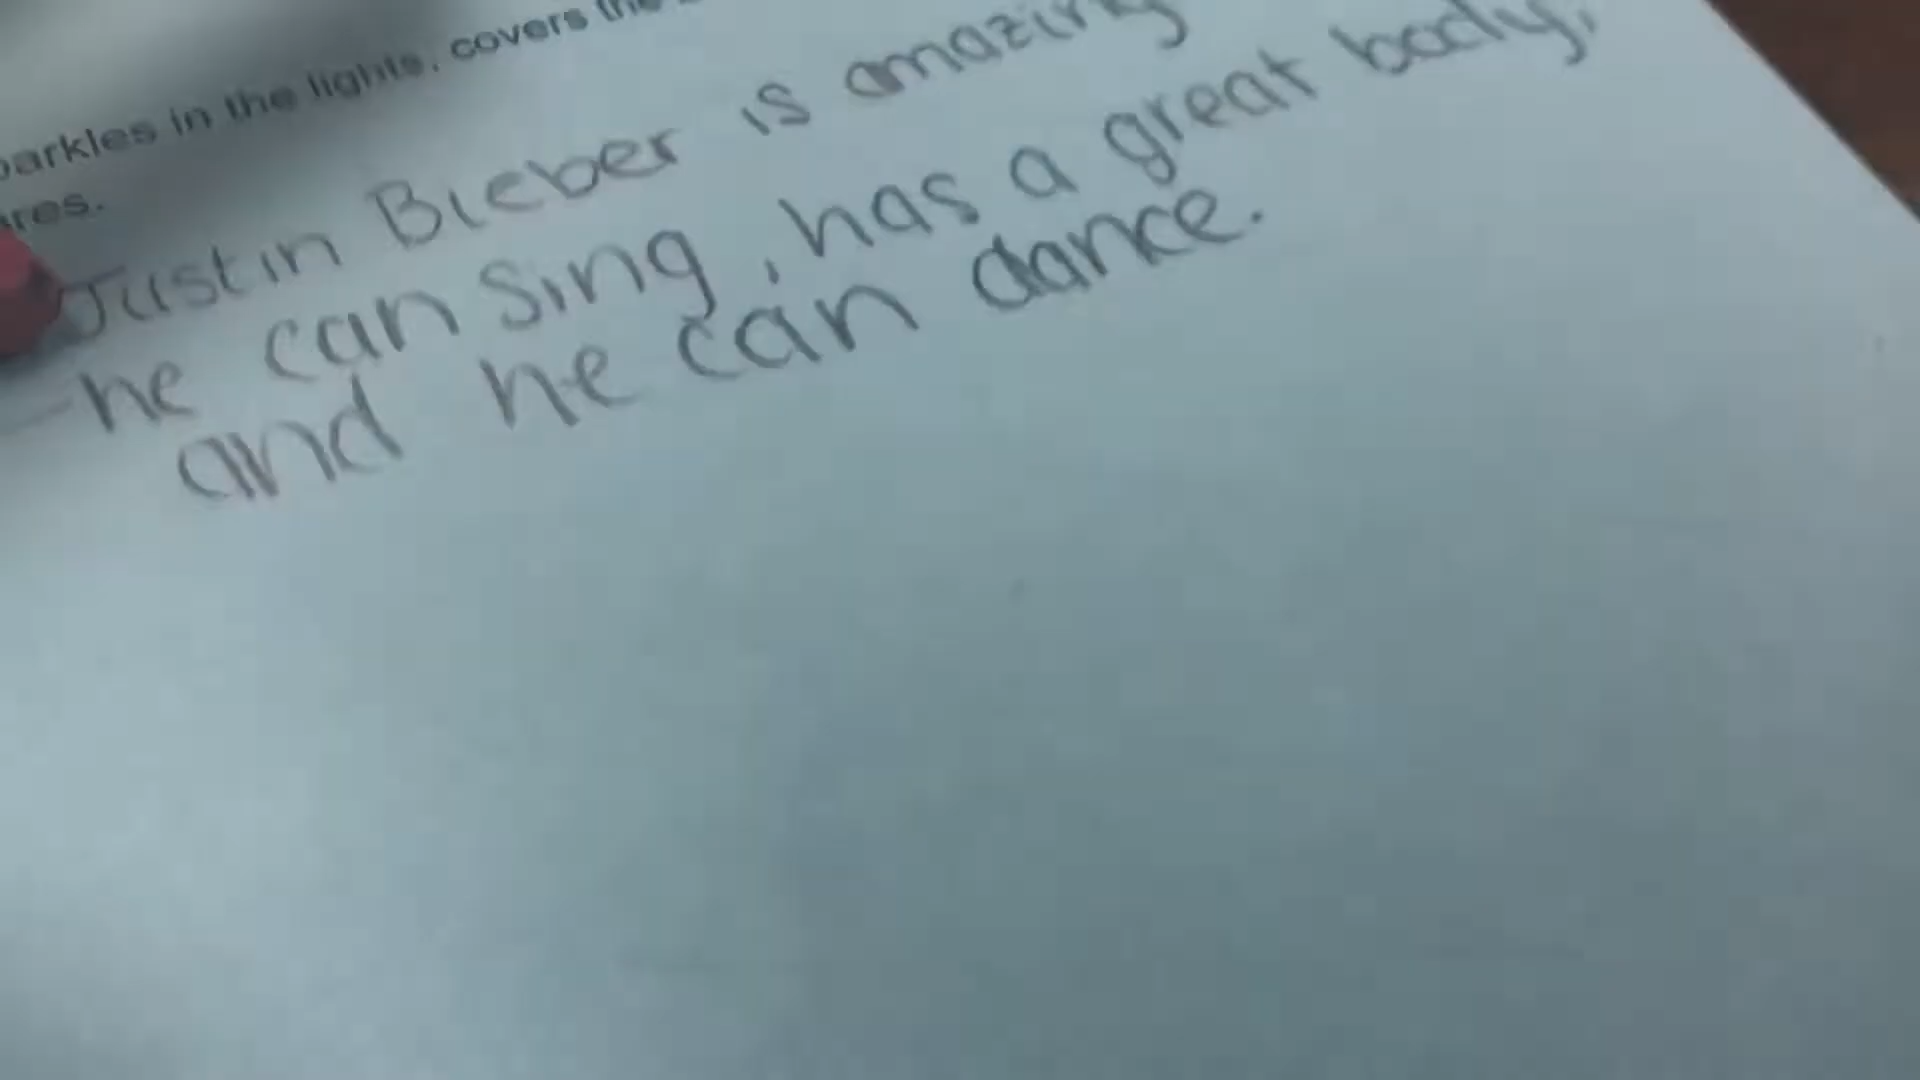 sparkles in the lights, covers the
Justin Bieber is amazing
he can sing, has a great body,
and he can dance.